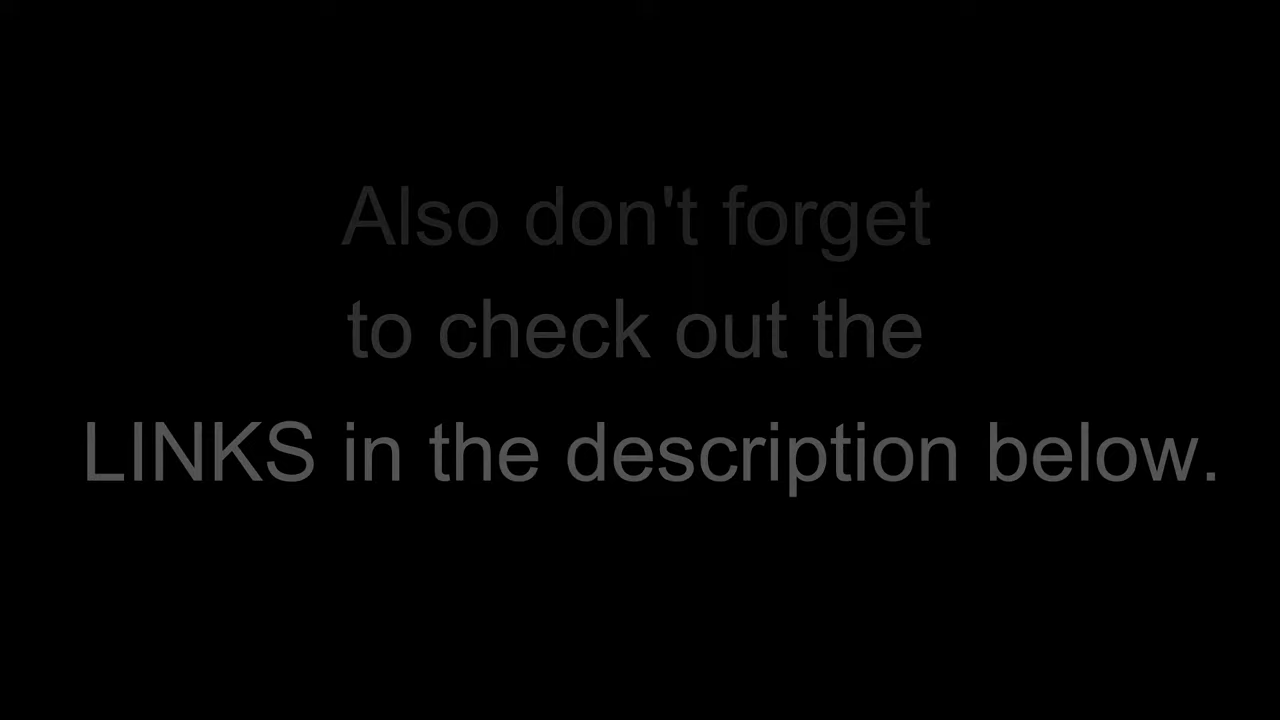 Also don't forget
to check out the
LINKS in the description below.